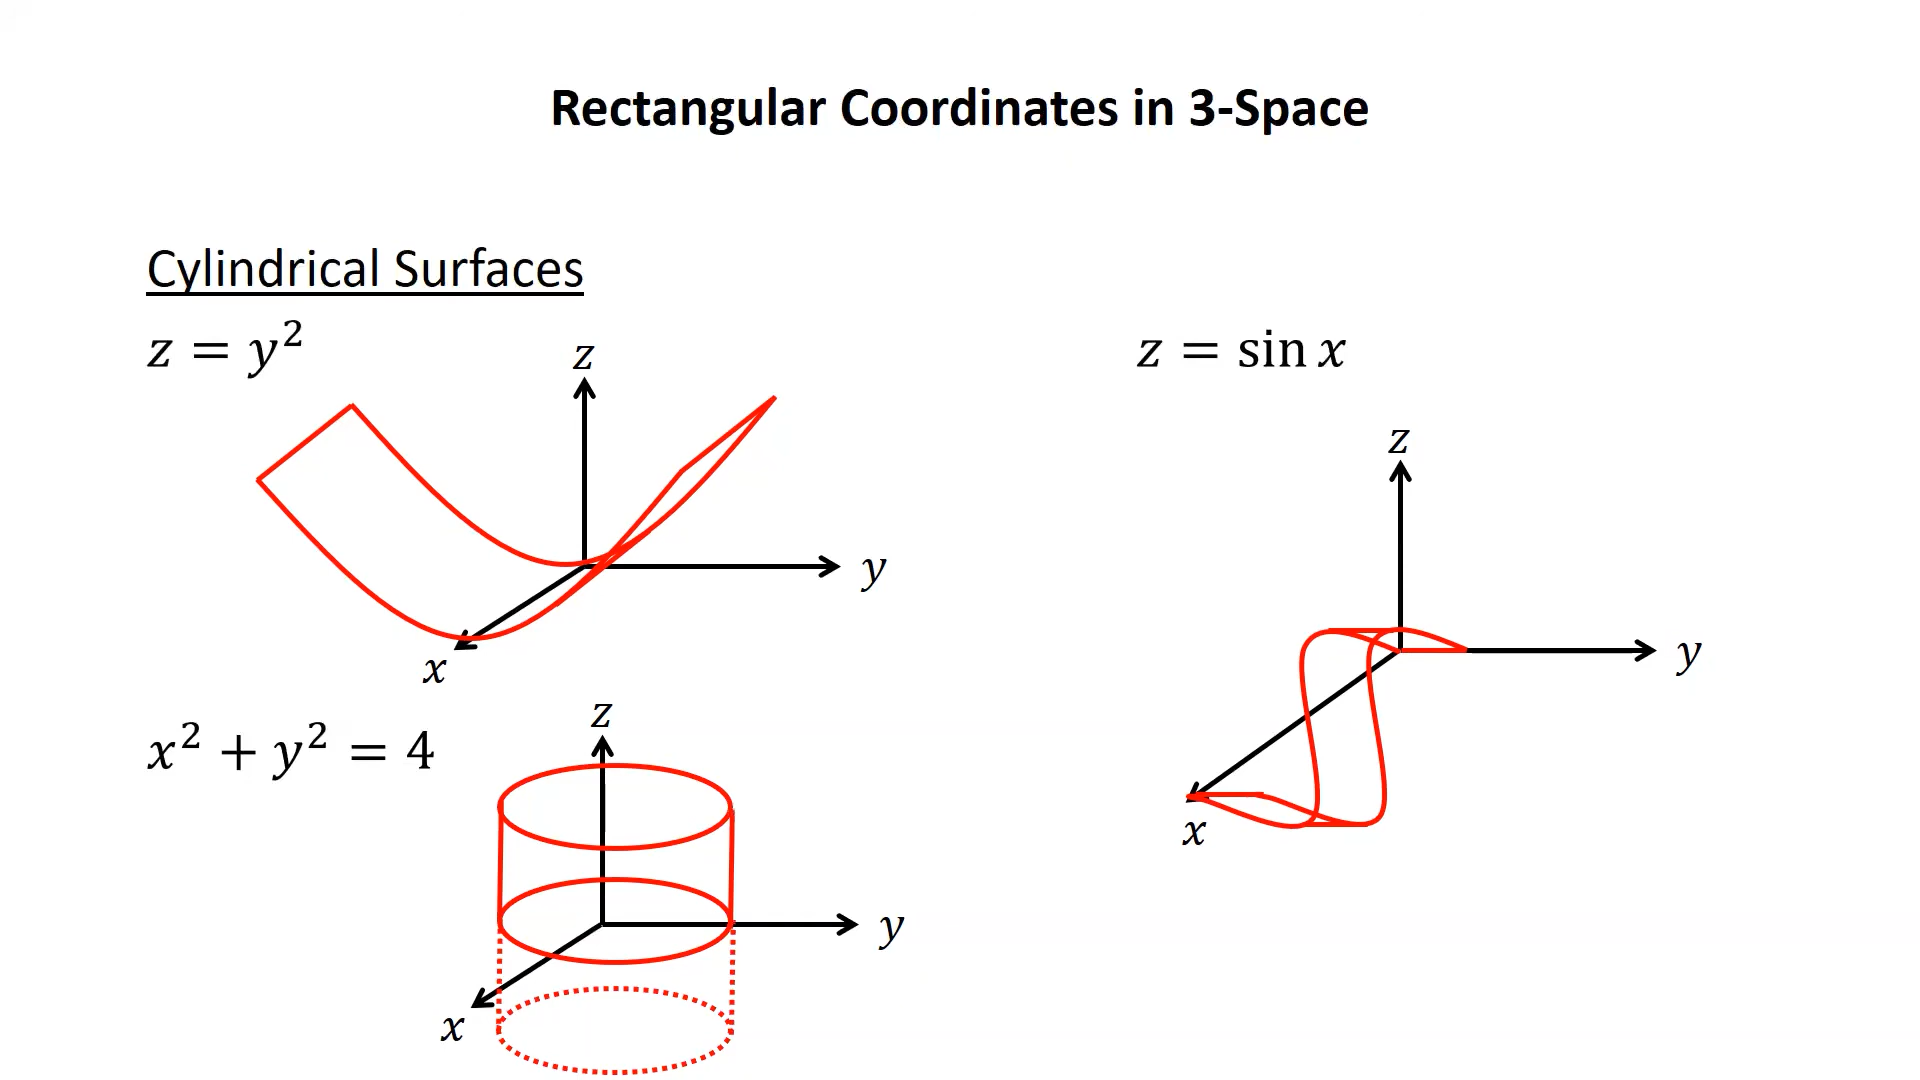 Rectangular Coordinates in 3-Space
Cylindrical Surfaces
z = y²
z
y
x
x² + y² = 4
z
y
x
z = sin x
z
y
x